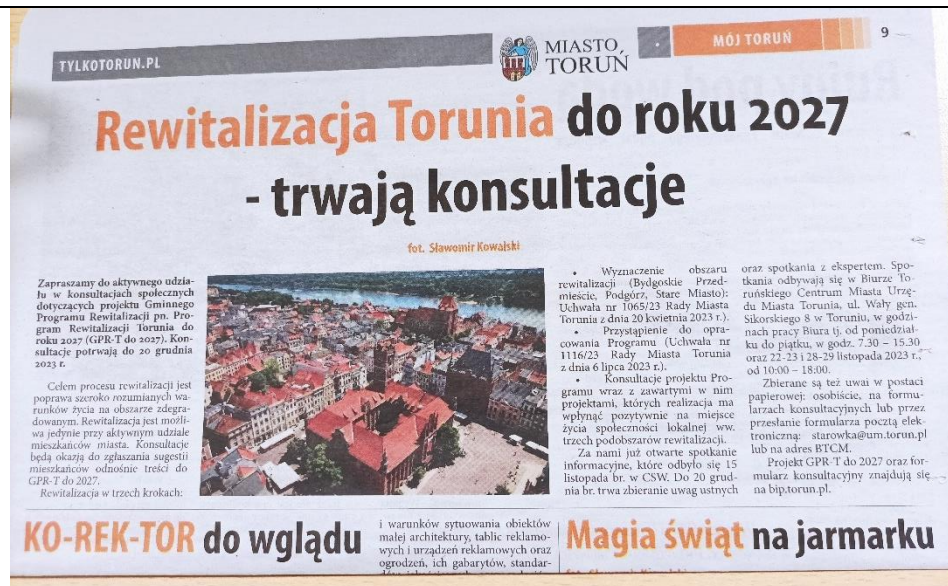 TYLKOTORUN.PL
MIASTO
TORUŃ
MÓJ TORUŃ
9
Rewitalizacja Torunia do roku 2027
- trwają konsultacje
fot. Sławomir Kowalski
Zapraszamy do aktywnego udzia-
łu w konsultacjach społecznych
dotyczących projektu Gminnego
Programu Rewitalizacji pn. Pro-
gram Rewitalizacji Torunia do
roku 2027 (GPR-T do 2027). Kon-
sultacje potrwają do 20 grudnia
2023 r.
Celem procesu rewitalizacji jest
poprawa szeroko rozumianych wa-
runków życia na obszarze zdegra-
dowanym. Rewitalizacja jest możli-
wa jedynie przy aktywnym udziale
mieszkańców miasta. Konsultacje
będą okazją do zgłaszania sugestii
mieszkańców odnośnie treści do
GPR-T do 2027.
Rewitalizacja w trzech krokach:
• Wyznaczenie obszaru
rewitalizacji (Bydgoskie Przed-
mieście, Podgórz, Stare Miasto):
Uchwała nr 1065/23 Rady Miasta
Torunia z dnia 20 kwietnia 2023 r.).
• Przystąpienie do opra-
cowania Programu (Uchwała nr
1116/23 Rady Miasta Torunia
z dnia 6 lipca 2023 r.).
• Konsultacje projektu Pro-
gramu wraz z zawartymi w nim
projektami, których realizacja ma
wpłynąć pozytywnie na miejsce
życia społeczności lokalnej ww.
trzech podobszarów rewitalizacji.
Za nami już otwarte spotkanie
informacyjne, które odbyło się 15
listopada br. w CSW. Do 20 grud-
nia br. trwa zbieranie uwag ustnych
oraz spotkania z ekspertem. Spo-
tkania odbywają się w Biurze To-
ruńskiego Centrum Miasta Urzę-
du Miasta Torunia, ul. Wały gen.
Sikorskiego 8 w Toruniu, w godzi-
nach pracy Biura tj. od poniedział-
ku do piątku, w godz. 7.30 – 15.30
oraz 22-23 i 28-29 listopada 2023 r.,
od 10:00 – 18:00.
Zbierane są też uwai w postaci
papierowej: osobiście, na formu-
larzach konsultacyjnych lub przez
przesłanie formularza pocztą elek-
troniczną: starowka@um.torun.pl
lub na adres BTCM.
Projekt GPR-T do 2027 oraz for-
mularz konsultacyjny znajdują się
na bip.torun.pl.
KO-REK-TOR do wglądu
i warunków sytuowania obiektów
małej architektury, tablic reklamo-
wych i urządzeń reklamowych oraz
ogrodzeń, ich gabarytów, standar-
Magia świąt na jarmarku